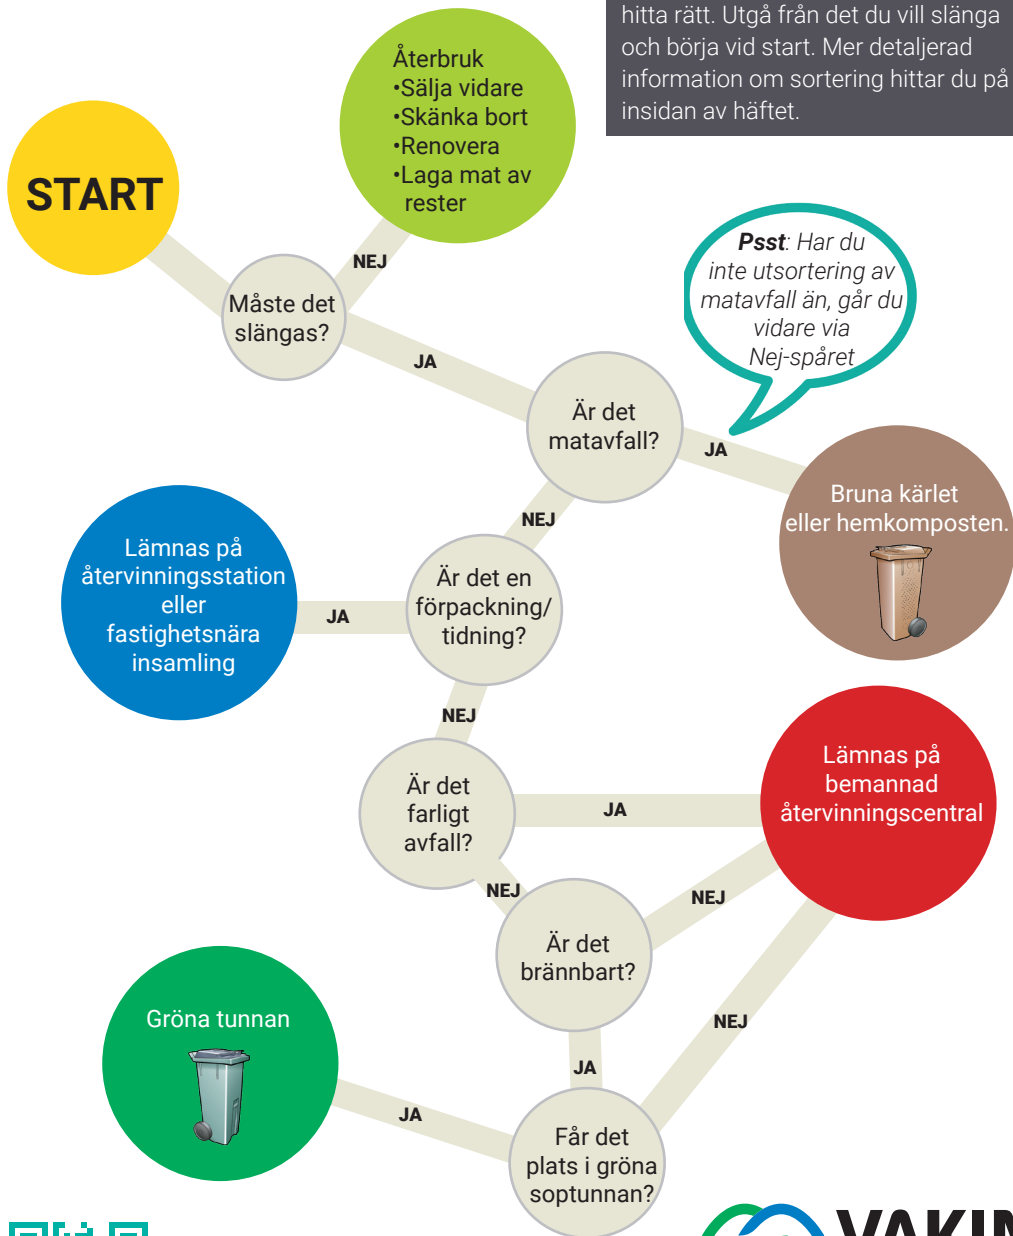 hitta rätt. Utgå från det du vill slänga
och börja vid start. Mer detaljerad
information om sortering hittar du på
insidan av häftet.
Återbruk
•Sälja vidare
•Skänka bort
•Renovera
•Laga mat av
rester
START
NEJ
Måste det
slängas?
JA
Psst: Har du
inte utsortering av
matavfall än, går du
vidare via
Nej-spåret
Är det
matavfall?
JA
Bruna kärlet
eller hemkomposten.
NEJ
Är det en
förpackning/
tidning?
JA
Lämnas på
återvinningsstation
eller
fastighetsnära
insamling
NEJ
Är det
farligt
avfall?
JA
Lämnas på
bemannad
återvinningscentral
NEJ
Är det
brännbart?
NEJ
JA
NEJ
Får det
plats i gröna
soptunnan?
JA
Gröna tunnan
VAKIN